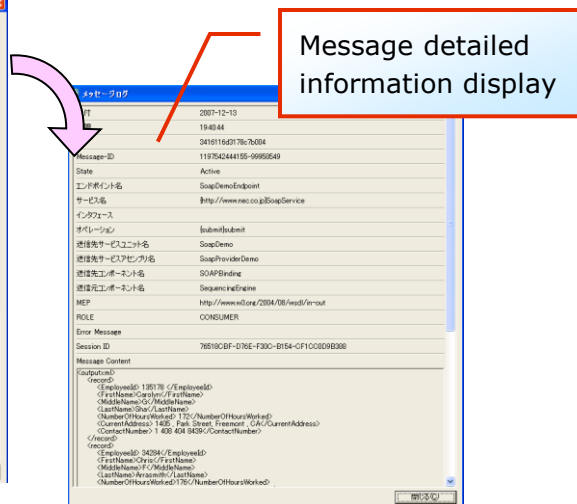 Message detailed
information display
メッセージログ
2007-12-13
194844
3416116d3178c7b004
Message-ID 1197542444155-99958549
State Active
エンドポイント名 SoapDemoEndpoint
サービス名 {http://www.nec.co.jp}SoapService
インタフェース
オペレーション {submit}submit
送信先サービスユニット名 SoapDemo
送信先サービスアセンブリ名 SoapProviderDemo
送信先コンポーネント名 SOAPBinding
送信元コンポーネント名 SequencingEngine
MEP http://www.w3.org/2004/08/wsdl/in-out
ROLE CONSUMER
Error Message
Session ID 76518CBF-D76E-F30C-B154-CF1CC8D9B388
Message Content
<outputxml>
<record>
<EmployeeId> 135178 </EmployeeId>
<FirstName>Carolyn</FirstName>
<MiddleName>G</MiddleName>
<LastName>Sha</LastName>
<NumberOfHoursWorked> 172</NumberOfHoursWorked>
<CurrentAddress> 1405 , Park Street, Freemont , CA</CurrentAddress>
<ContactNumber> 1 408 404 8439</ContactNumber>
</record>
<record>
<EmployeeId> 34284</EmployeeId>
<FirstName>Chris</FirstName>
<MiddleName>F</MiddleName>
<LastName>Arrasmith</LastName>
<NumberOfHoursWorked>176</NumberOfHoursWorked>
閉じる(C)